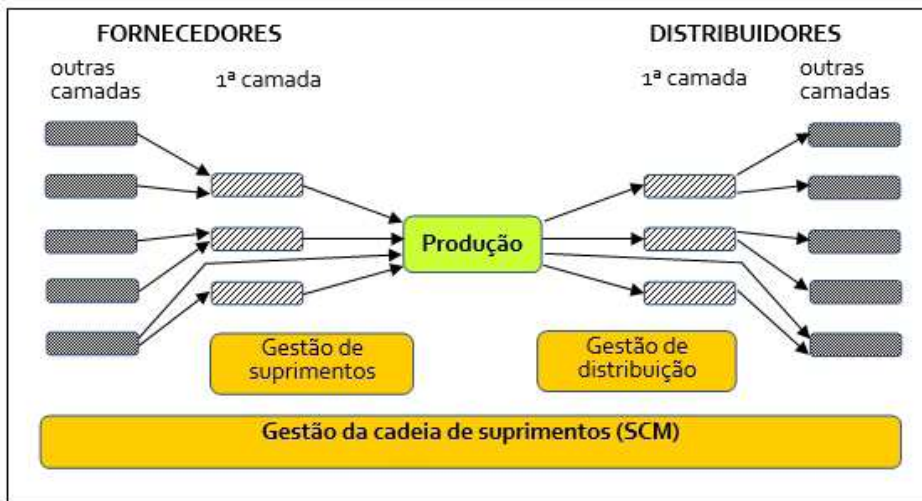 FORNECEDORES
DISTRIBUIDORES
outras
camadas
1ª camada
1ª camada
outras
camadas
Produção
Gestão de
suprimentos
Gestão de
distribuição
Gestão da cadeia de suprimentos (SCM)